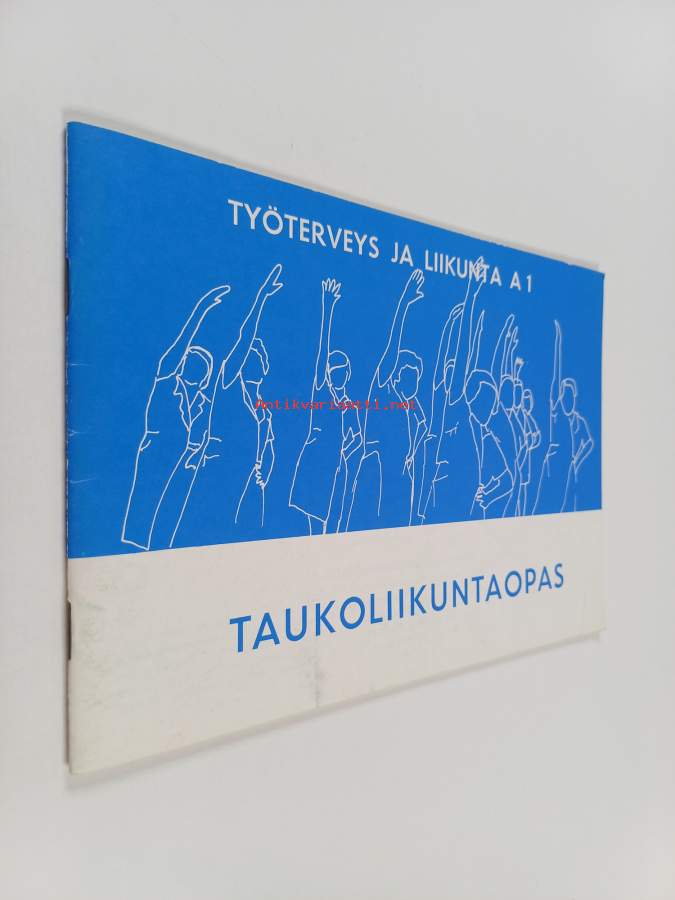 TYÖTERVEYS JA LIIKUNTA A 1
Antikvariaatti.net
TAUKOLIIKUNTAOPAS